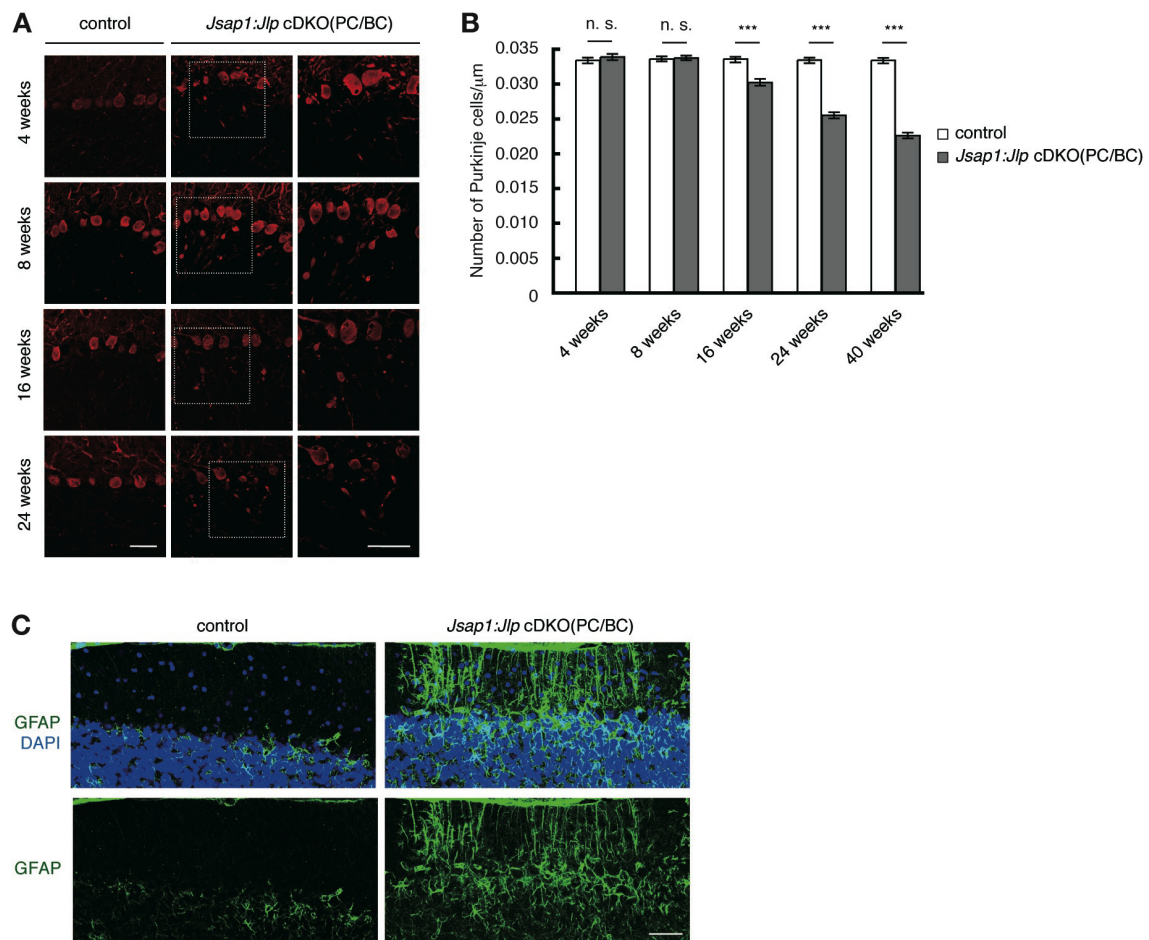 A
control
Jsap1:Jlp cDKO(PC/BC)
4 weeks
8 weeks
16 weeks
24 weeks
B
n. s.
n. s.
***
***
***
0.035
0.030
0.025
0.020
0.015
0.010
0.005
0
Number of Purkinje cells/μm
4 weeks
8 weeks
16 weeks
24 weeks
40 weeks
control
Jsap1:Jlp cDKO(PC/BC)
C
control
Jsap1:Jlp cDKO(PC/BC)
GFAP
DAPI
GFAP